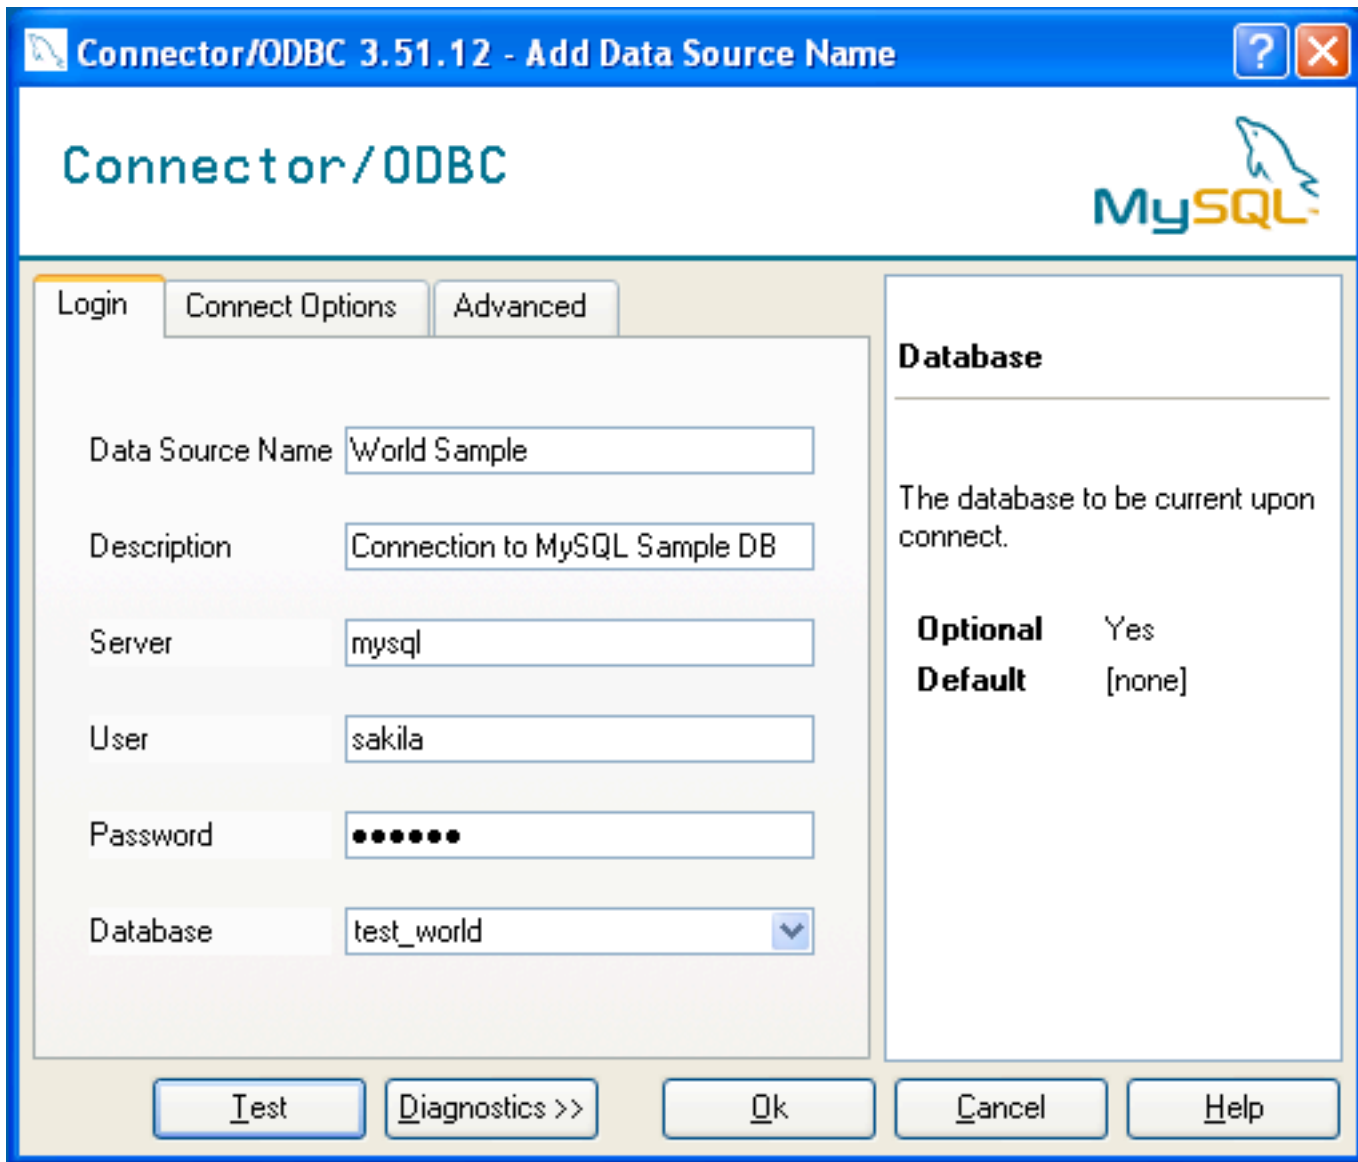 Connector/ODBC 3.51.12 - Add Data Source Name
?
Connector/ODBC
MySQL
Login Connect Options Advanced
Data Source Name World Sample
Description Connection to MySQL Sample DB
Server mysql
User sakila
Password ●●●●●●
Database test_world
Database
The database to be current upon
connect.
Optional Yes
Default [none]
Test Diagnostics >> Ok Cancel Help